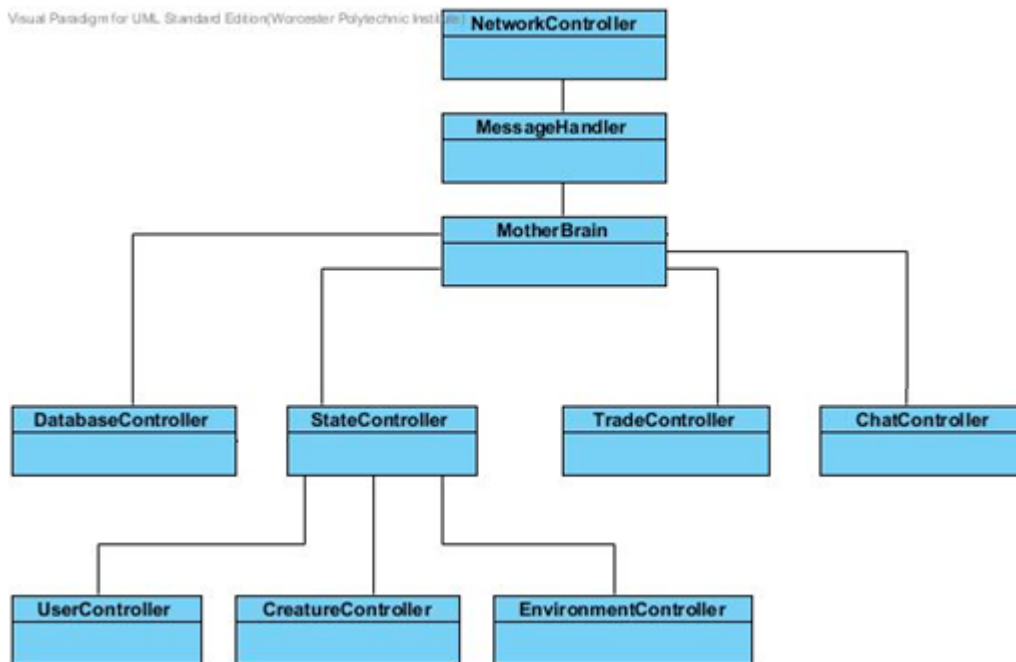 Visual Paradigm for UML Standard Edition(Worcester Polytechnic Institute)
NetworkController
MessageHandler
MotherBrain
DatabaseController
StateController
TradeController
ChatController
UserController
CreatureController
EnvironmentController